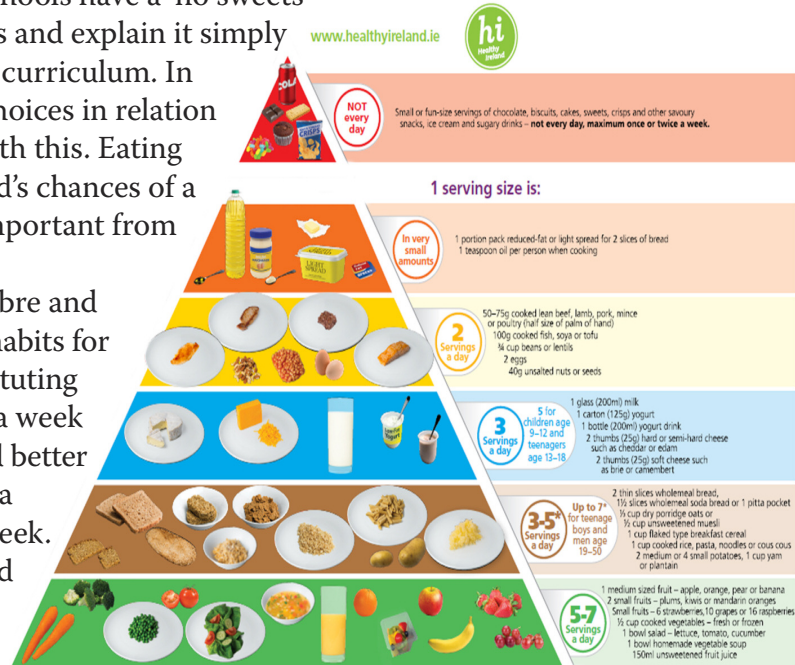 hools have a ‘no sweets
s and explain it simply
curriculum. In
hoices in relation
th this. Eating
d’s chances of a
mportant from
bre and
habits for
tuting
a week
d better
a
eek.
d
www.healthyireland.ie
hi
Healthy
Ireland
COLA
CRISPS
NOT
every
day
Small or fun-size servings of chocolate, biscuits, cakes, sweets, crisps and other savoury
snacks, ice cream and sugary drinks – not every day, maximum once or twice a week.
1 serving size is:
LIGHT
SPREAD
In very
small
amounts
1 portion pack reduced-fat or light spread for 2 slices of bread
1 teaspoon oil per person when cooking
2
Servings
a day
50–75g cooked lean beef, lamb, pork, mince
or poultry (half size of palm of hand)
100g cooked fish, soya or tofu
¾ cup beans or lentils
2 eggs
40g unsalted nuts or seeds
Yogurt
3
Servings
a day
5 for
children age
9–12 and
teenagers
age 13–18
1 glass (200ml) milk
1 carton (125g) yogurt
1 bottle (200ml) yogurt drink
2 thumbs (25g) hard or semi-hard cheese
such as cheddar or edam
2 thumbs (25g) soft cheese such
as brie or camembert
3-5*
Servings
a day
Up to 7*
for teenage
boys and
men age
19–50
2 thin slices wholemeal bread,
1½ slices wholemeal soda bread or 1 pitta pocket
⅓ cup dry porridge oats or
½ cup unsweetened muesli
1 cup flaked type breakfast cereal
1 cup cooked rice, pasta, noodles or cous cous
2 medium or 4 small potatoes, 1 cup yam
or plantain
5-7
Servings
a day
1 medium sized fruit – apple, orange, pear or banana
2 small fruits – plums, kiwis or mandarin oranges
Small fruits – 6 strawberries, 10 grapes or 16 raspberries
½ cup cooked vegetables – fresh or frozen
1 bowl salad – lettuce, tomato, cucumber
1 bowl homemade vegetable soup
150ml unsweetened fruit juice